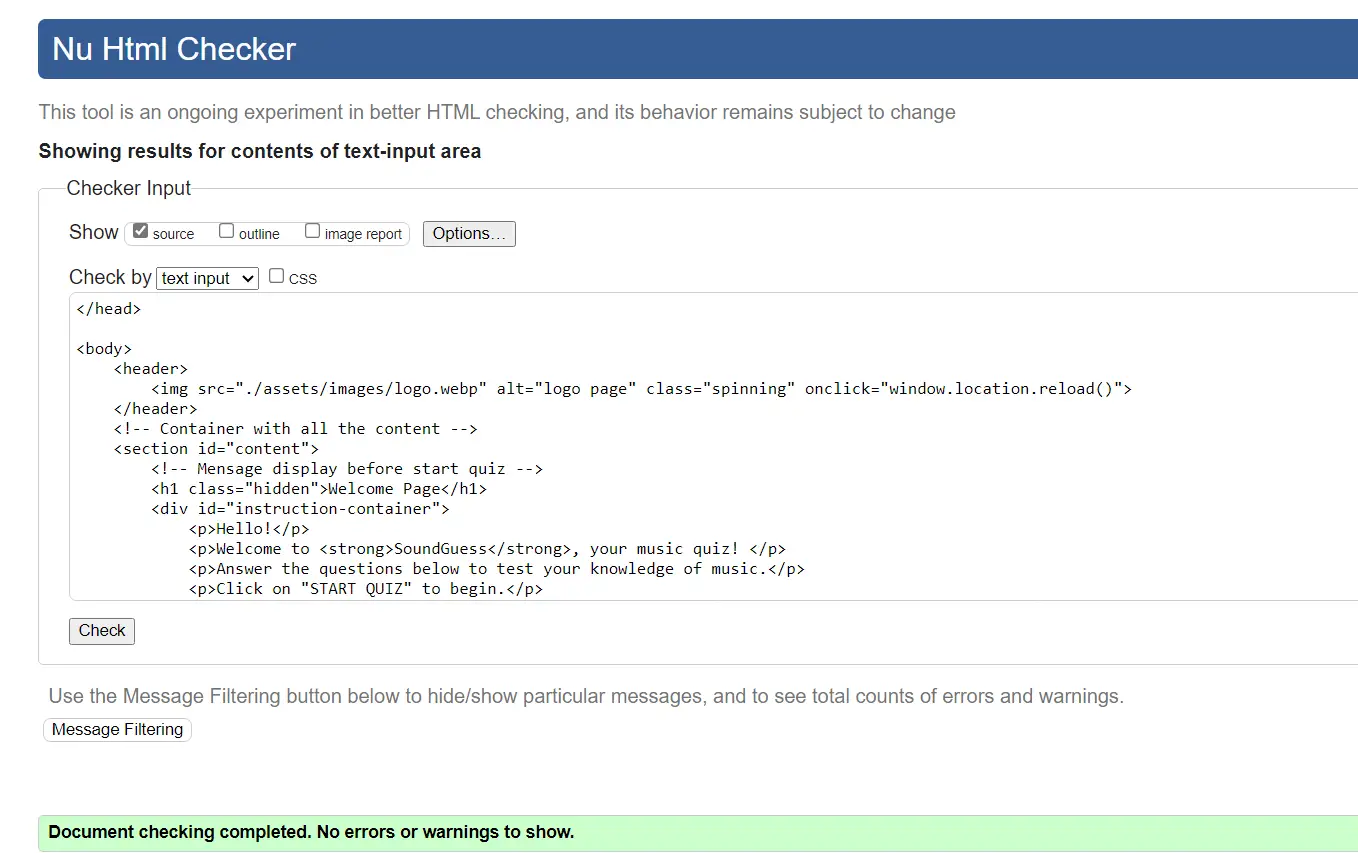 Nu Html Checker
This tool is an ongoing experiment in better HTML checking, and its behavior remains subject to change
Showing results for contents of text-input area
Checker Input
Show source outline image report Options...
Check by text input CSS
</head>
<body>
<header>
<img src="./assets/images/logo.webp" alt="logo page" class="spinning" onclick="window.location.reload()">
</header>
<!-- Container with all the content -->
<section id="content">
<!-- Mensage display before start quiz -->
<h1 class="hidden">Welcome Page</h1>
<div id="instruction-container">
<p>Hello!</p>
<p>Welcome to <strong>SoundGuess</strong>, your music quiz! </p>
<p>Answer the questions below to test your knowledge of music.</p>
<p>Click on "START QUIZ" to begin.</p>
Check
Use the Message Filtering button below to hide/show particular messages, and to see total counts of errors and warnings.
Message Filtering
Document checking completed. No errors or warnings to show.